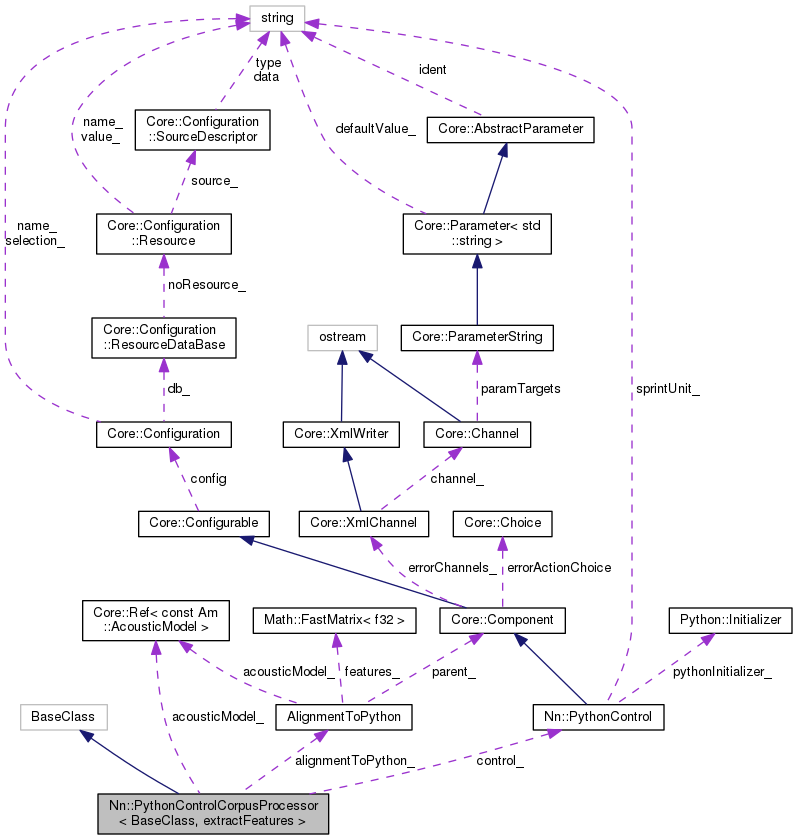 string
type
data
ident
Core::Configuration
::SourceDescriptor
name_
value_
defaultValue_
Core::AbstractParameter
source_
name_
selection_
Core::Configuration
::Resource
Core::Parameter< std
::string >
noResource_
Core::Configuration
::ResourceDataBase
ostream
Core::ParameterString
db_
paramTargets
sprintUnit_
Core::Configuration
Core::XmlWriter
Core::Channel
config
channel_
Core::Configurable
Core::XmlChannel
Core::Choice
errorChannels_
errorActionChoice
Core::Ref< const Am
::AcousticModel >
Math::FastMatrix< f32 >
Core::Component
Python::Initializer
acousticModel_
features_
parent_
pythonInitializer_
BaseClass
acousticModel_
AlignmentToPython
Nn::PythonControl
alignmentToPython_
control_
Nn::PythonControlCorpusProcessor
< BaseClass, extractFeatures >